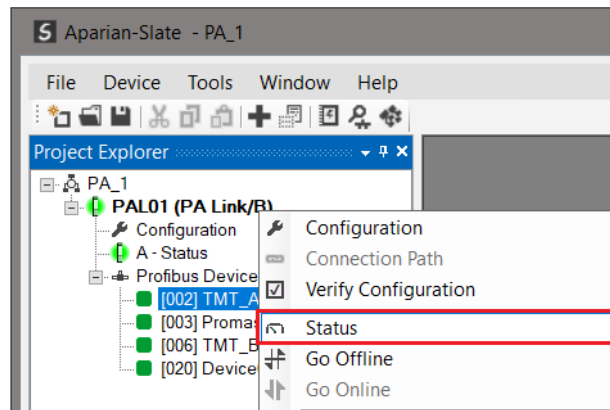 S Aparian-Slate - PA_1
File Device Tools Window Help
Project Explorer
PA_1
PAL01 (PA Link/B)
Configuration
A - Status
Profibus Device
[002] TMT_A
[003] Promas
[006] TMT_B
[020] Device
Configuration
Connection Path
Verify Configuration
Status
Go Offline
Go Online